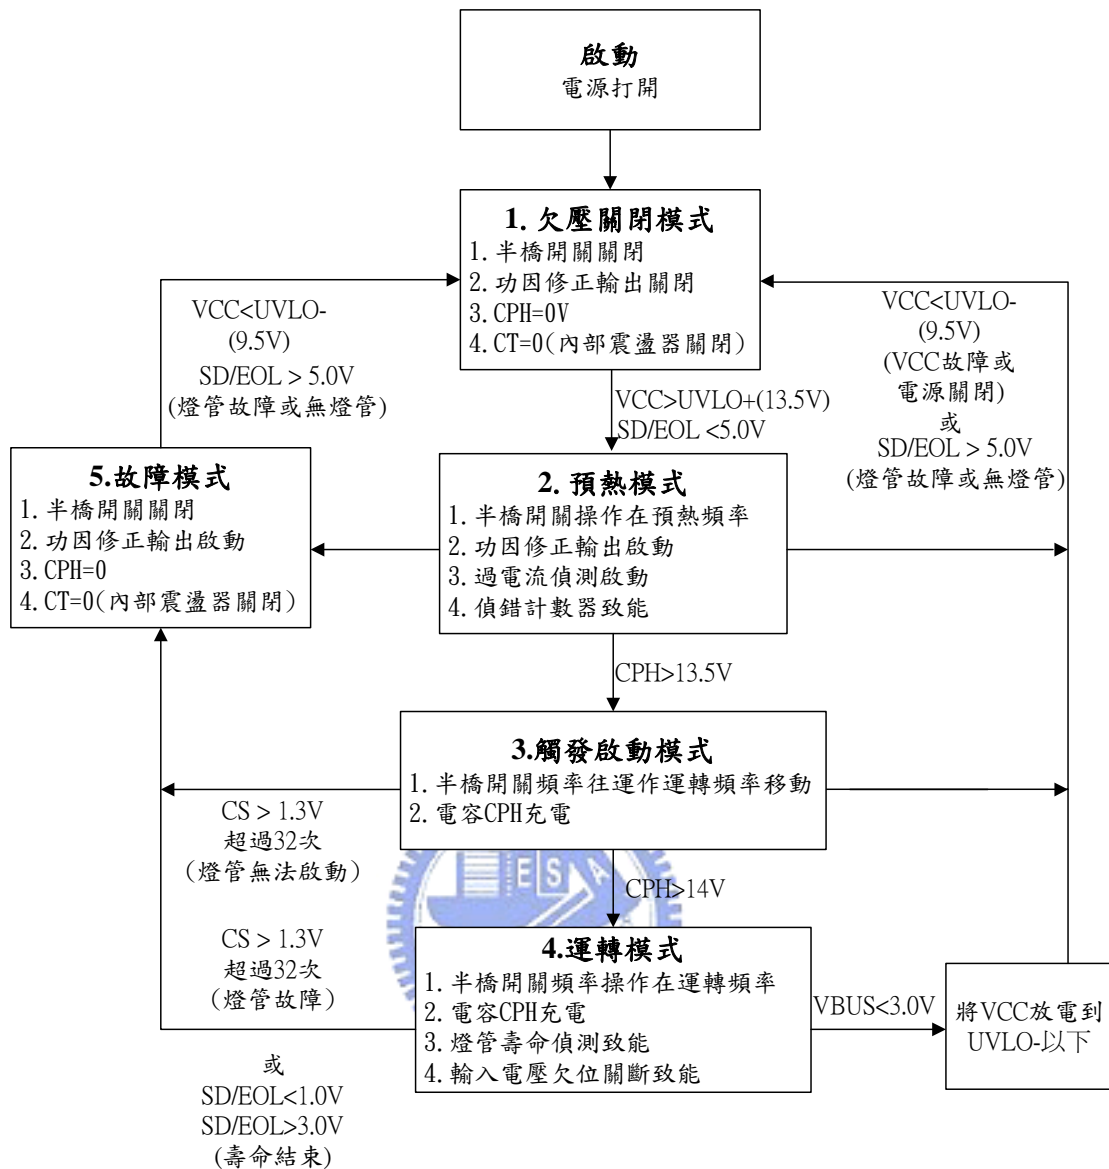 啟動
電源打開
1. 欠壓關閉模式
1. 半橋開關關閉
2. 功因修正輸出關閉
3. CPH=0V
4. CT=0(內部震盪器關閉)
VCC<UVLO-
(9.5V)
SD/EOL > 5.0V
(燈管故障或無燈管)
VCC<UVLO-
(9.5V)
(VCC故障或
電源關閉)
或
SD/EOL > 5.0V
(燈管故障或無燈管)
VCC>UVLO+(13.5V)
SD/EOL <5.0V
5.故障模式
1. 半橋開關關閉
2. 功因修正輸出啟動
3. CPH=0
4. CT=0(內部震盪器關閉)
2. 預熱模式
1. 半橋開關操作在預熱頻率
2. 功因修正輸出啟動
3. 過電流偵測啟動
4. 偵錯計數器致能
CPH>13.5V
3.觸發啟動模式
1. 半橋開關頻率往運作運轉頻率移動
2. 電容CPH充電
CS > 1.3V
超過32次
(燈管無法啟動)
ESA
CPH>14V
CS > 1.3V
超過32次
(燈管故障)
或
SD/EOL<1.0V
SD/EOL>3.0V
(壽命結束)
4.運轉模式
1. 半橋開關頻率操作在運轉頻率
2. 電容CPH充電
3. 燈管壽命偵測致能
4. 輸入電壓欠位關斷致能
VBUS<3.0V
將VCC放電到
UVLO-以下